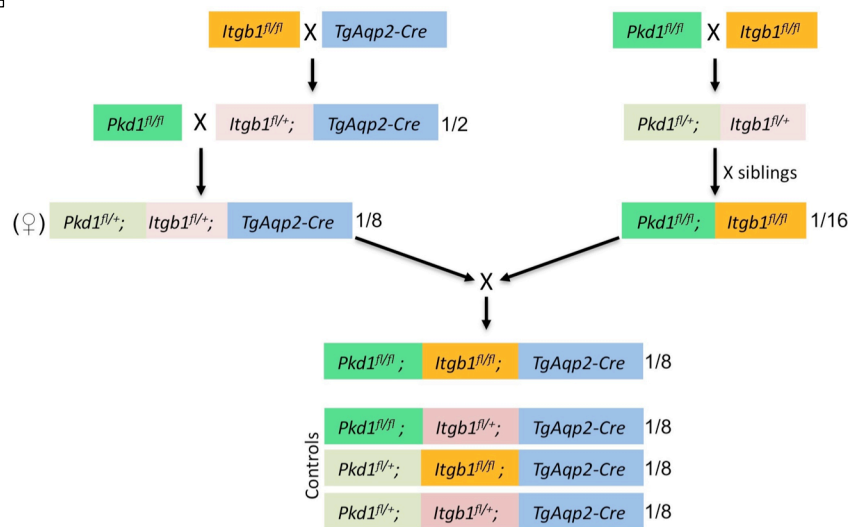 Itgb1fl/fl X TgAqp2-Cre
Pkd1fl/fl X Itgb1fl/fl
Pkd1fl/fl X Itgb1fl/+; TgAqp2-Cre 1/2
Pkd1fl/+; Itgb1fl/+
X siblings
(♀) Pkd1fl/+; Itgb1fl/+; TgAqp2-Cre 1/8
Pkd1fl/fl; Itgb1fl/fl 1/16
X
Pkd1fl/fl ; Itgb1fl/fl; TgAqp2-Cre 1/8
Controls
Pkd1fl/fl ; Itgb1fl/+; TgAqp2-Cre 1/8
Pkd1fl/+; Itgb1fl/fl ; TgAqp2-Cre 1/8
Pkd1fl/+; Itgb1fl/+; TgAqp2-Cre 1/8